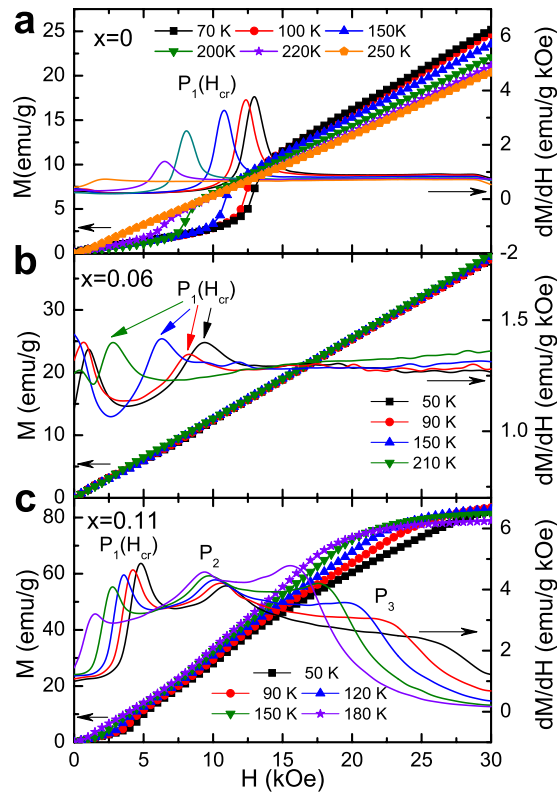 a
x=0
70 K 100 K 150K
200K 220K 250 K
P1(Hcr)
M(emu/g)
dM/dH (emu/g kOe)
25
20
15
10
5
0
6
4
2
0
-2
b
x=0.06
P1(Hcr)
M (emu/g)
dM/dH (emu/g kOe)
30
20
10
0
1.5
1.0
50 K
90 K
150 K
210 K
c
x=0.11
P1(Hcr)
P2
P3
M (emu/g)
dM/dH (emu/g kOe)
80
60
40
20
0
6
4
2
0
50 K
90 K 120 K
150 K 180 K
0 5 10 15 20 25 30
H (kOe)